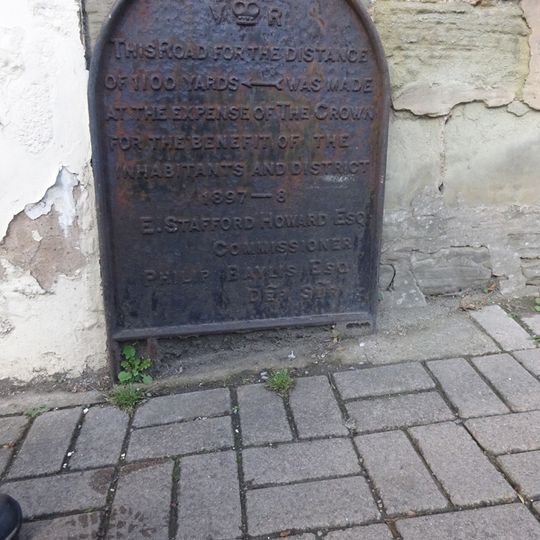 V R
THIS ROAD FOR THE DISTANCE
OF 1100 YARDS WAS MADE
AT THE EXPENSE OF THE CROWN
FOR THE BENEFIT OF THE
INHABITANTS AND DISTRICT
1897–8
E. STAFFORD HOWARD ESQ
COMMISSIONER
PHILIP BAYLIS ESQ
DEP SUR